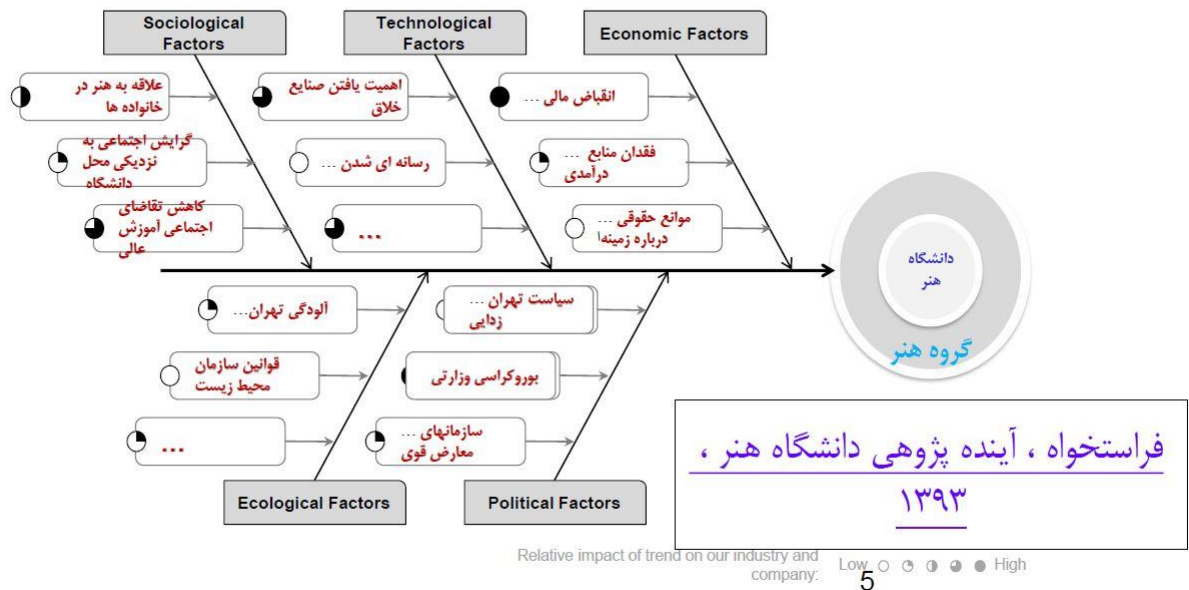 Sociological
Factors
Technological
Factors
Economic Factors
علاقه به هنر در
خانواده ها
گرایش اجتماعی به
نزدیکی محل
دانشگاه
کاهش تقاضای
اجتماعی آموزش
عالی
اهمیت یافتن صنایع
خلاق
رسانه ای شدن ...
...
انقباض مالی ...
فقدان منابع ...
درآمدی
موانع حقوقی ...
درباره زمینه
دانشگاه
هنر
گروه هنر
آلودگی تهران...
قوانین سازمان
محیط زیست
...
سیاست تهران ...
زدایی
بوروکراسی وزارتی
سازمانهای ...
معارض قوی
Ecological Factors
Political Factors
فراستخواه ، آینده پژوهی دانشگاه هنر ،
۱۳۹۳
Relative impact of trend on our industry and
company:
Low
High
5